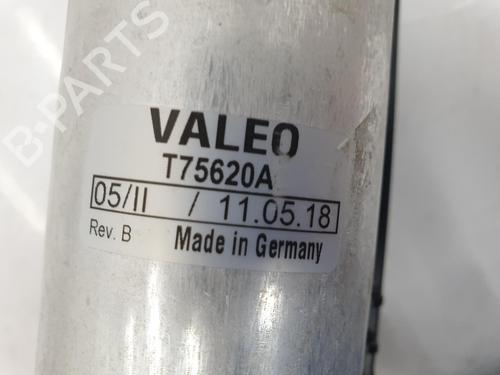 B-PARTS
VALEO
T75620A
05/II / 11.05.18
Rev. B Made in Germany